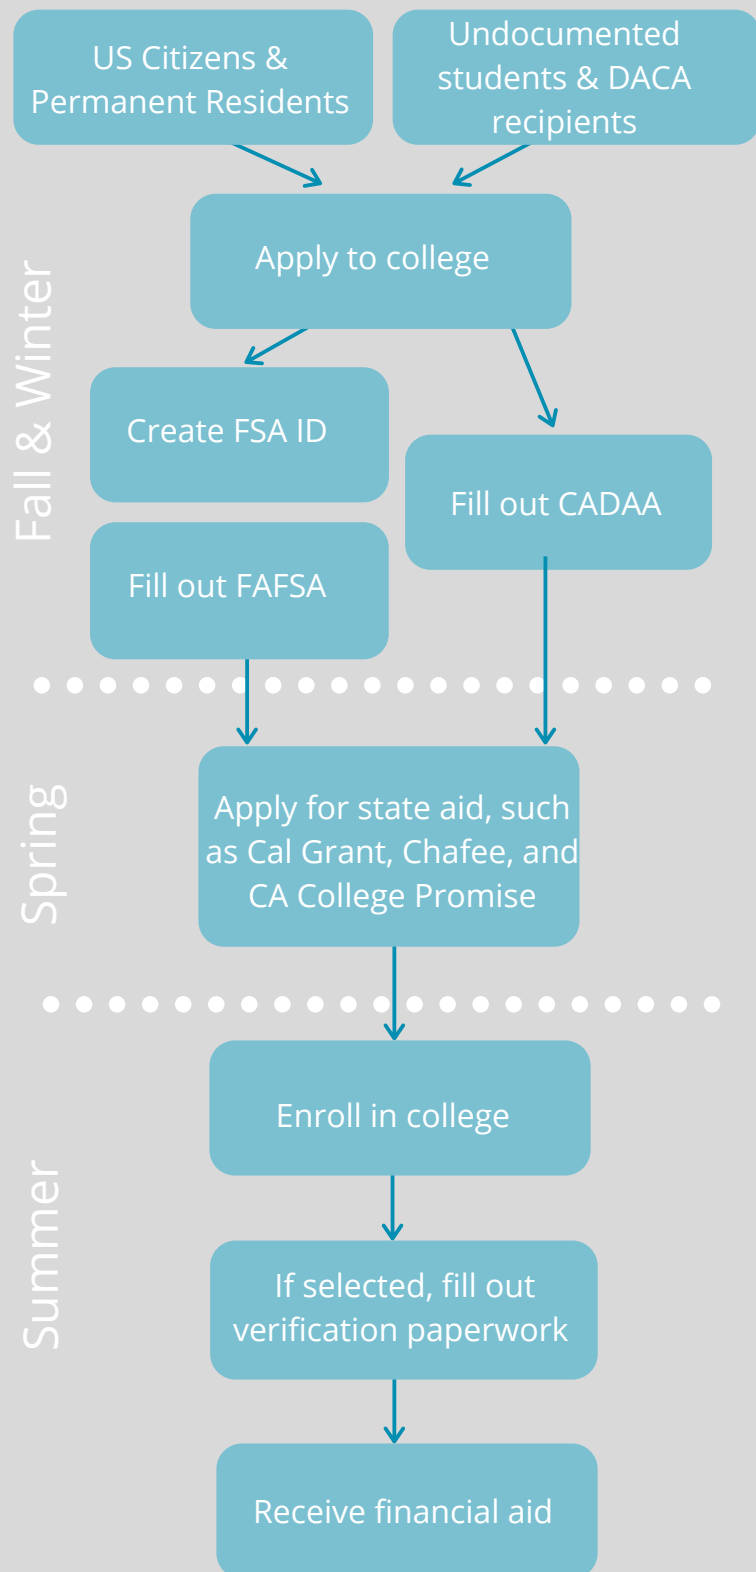 US Citizens &
Permanent Residents
Undocumented
students & DACA
recipients
Fall & Winter
Apply to college
Create FSA ID
Fill out CADAA
Fill out FAFSA
Spring
Apply for state aid, such
as Cal Grant, Chafee, and
CA College Promise
Summer
Enroll in college
If selected, fill out
verification paperwork
Receive financial aid